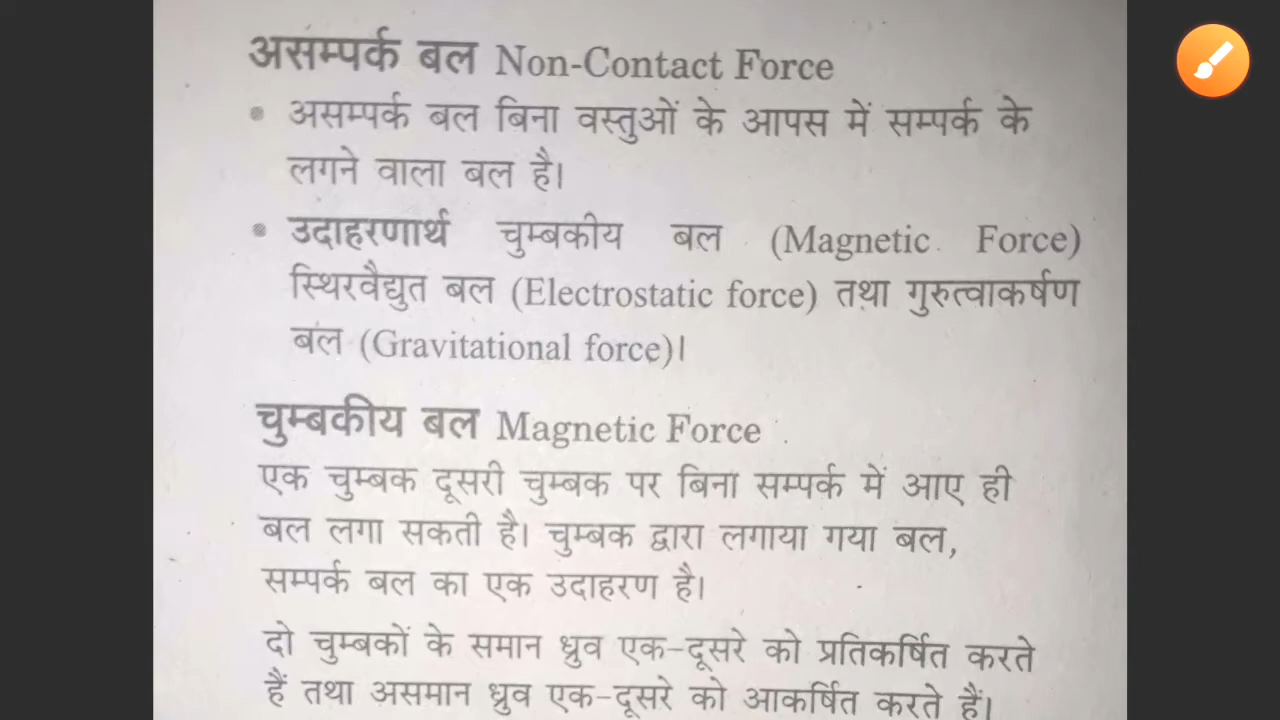 असम्पर्क बल Non-Contact Force
• असम्पर्क बल बिना वस्तुओं के आपस में सम्पर्क के
लगने वाला बल है।
• उदाहरणार्थ चुम्बकीय बल (Magnetic Force)
स्थिरवैद्युत बल (Electrostatic force) तथा गुरुत्वाकर्षण
बल (Gravitational force)।
चुम्बकीय बल Magnetic Force
एक चुम्बक दूसरी चुम्बक पर बिना सम्पर्क में आए ही
बल लगा सकती है। चुम्बक द्वारा लगाया गया बल,
सम्पर्क बल का एक उदाहरण है।
दो चुम्बकों के समान ध्रुव एक-दूसरे को प्रतिकर्षित करते
हैं तथा असमान ध्रुव एक-दूसरे को आकर्षित करते हैं।